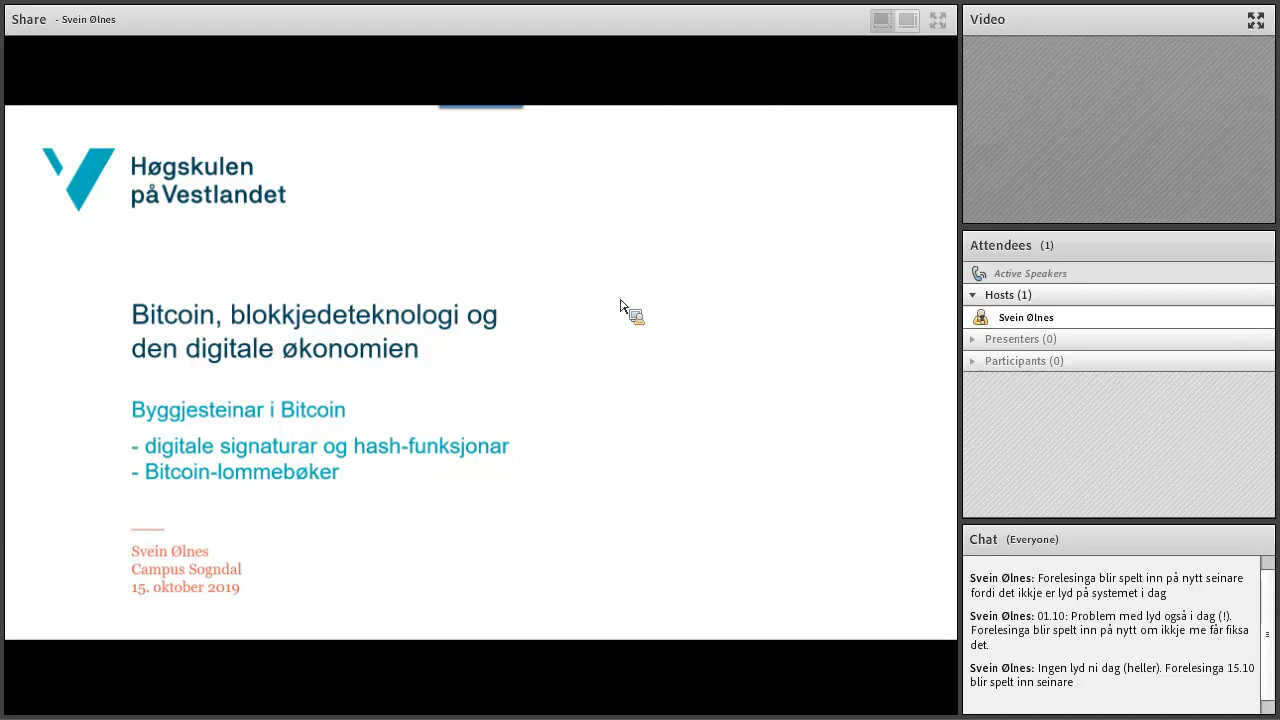 Share - Svein Ølnes
Høgskulen
på Vestlandet
Bitcoin, blokkjedeteknologi og
den digitale økonomien
Byggjesteinar i Bitcoin
- digitale signaturar og hash-funksjonar
- Bitcoin-lommebøker
Svein Ølnes
Campus Sogndal
15. oktober 2019
Video
Attendees (1)
Active Speakers
Hosts (1)
Svein Ølnes
Presenters (0)
Participants (0)
Chat (Everyone)
Svein Ølnes: Forelesinga blir spelt inn på nytt seinare
fordi det ikkje er lyd på systemet i dag
Svein Ølnes: 01.10: Problem med lyd også i dag (!).
Forelesinga blir spelt inn på nytt om ikkje me får fiksa
det.
Svein Ølnes: Ingen lyd ni dag (heller). Forelesinga 15.10
blir spelt inn seinare